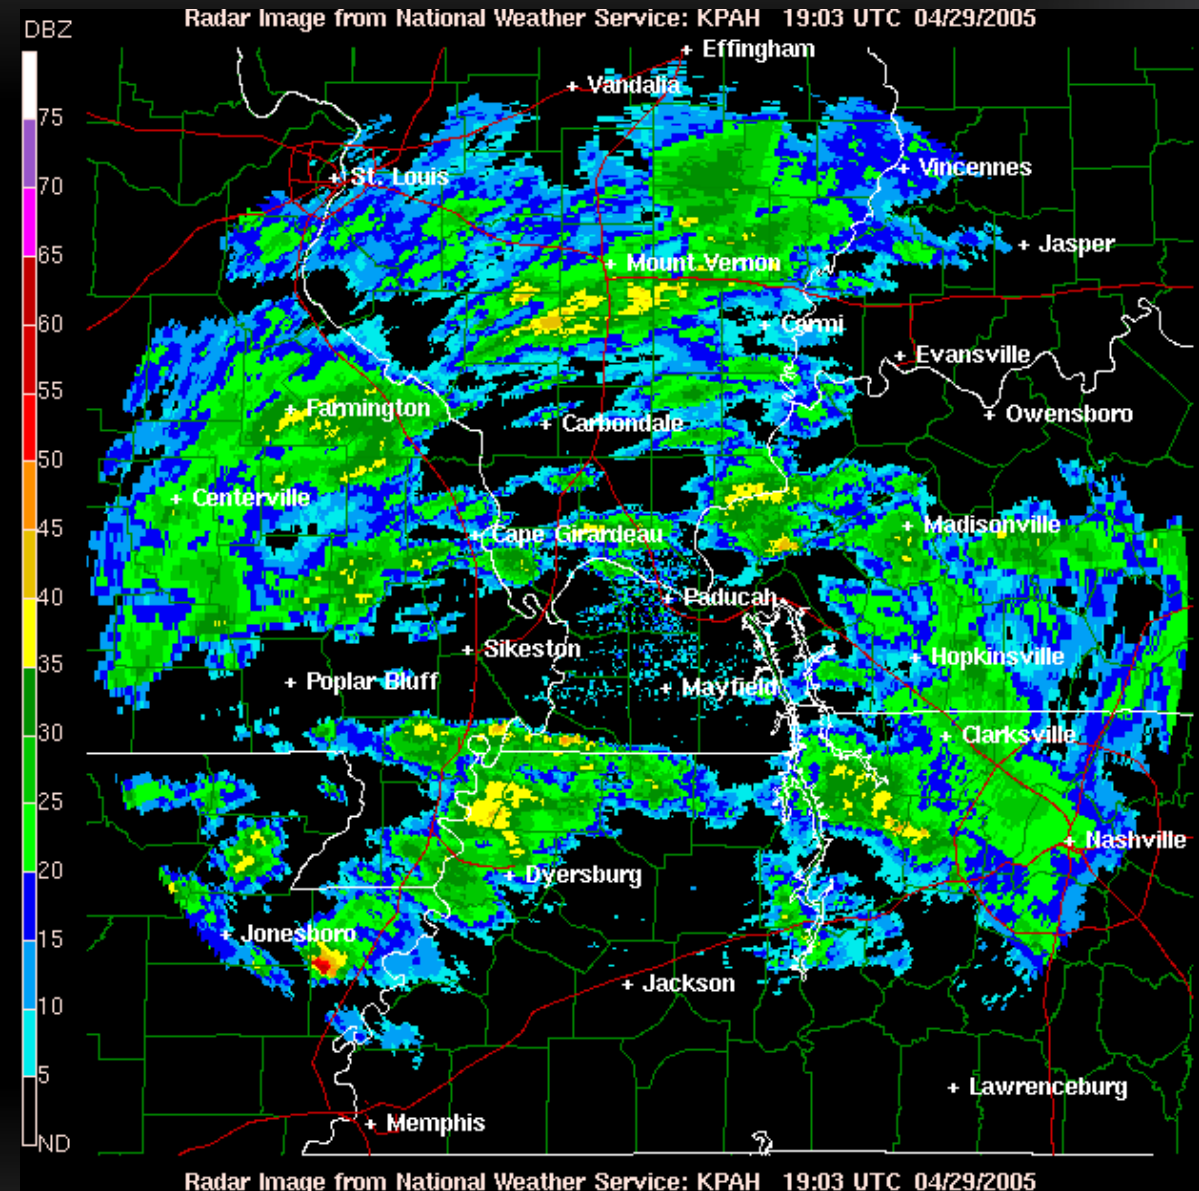 Radar Image from National Weather Service: KPAH 19:03 UTC 04/29/2005
DBZ
Effingham
Vandalia
75
Vincennes
St. Louis
70
Jasper
65
Mount Vernon
60
Carmi
Evansville
55
Farmington
Owensboro
Carbondale
50
Centerville
45
Madisonville
Cape Girardeau
40
Paducah
Sikeston
Hopkinsville
35
Poplar Bluff
Mayfield
30
Clarksville
25
Nashville
20
Dyersburg
15
Jonesboro
Jackson
10
5
Lawrenceburg
Memphis
ND
Radar Image from National Weather Service: KPAH 19:03 UTC 04/29/2005